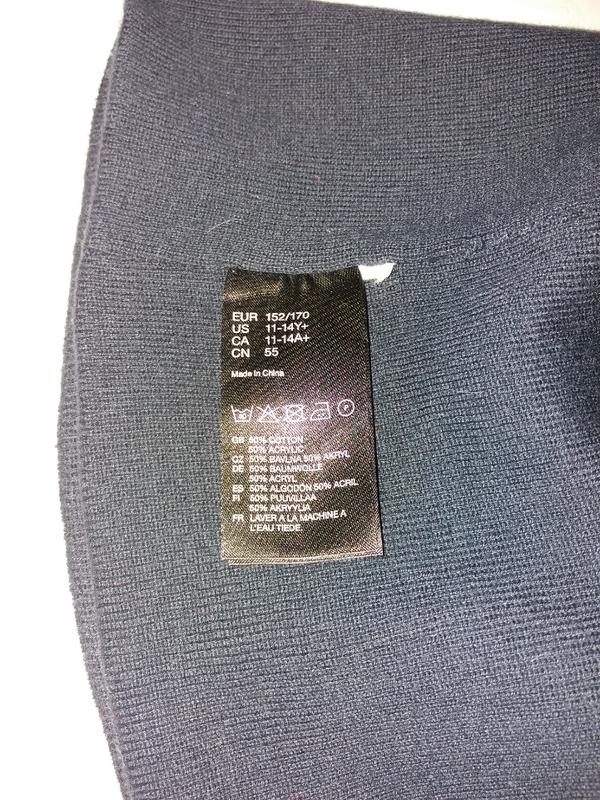 EUR 152/170
US 11-14Y+
CA 11-14A+
CN 55
Made in China
GB 50% COTTON
50% ACRYLIC
CZ 50% BAVLNA 50% AKRYL
DE 50% BAUMWOLLE
50% ACRYL
ES 50% ALGODÓN 50% ACRIL
FI 50% PUUVILLAA
50% AKRYYLIA
FR LAVER A LA MACHINE A
L'EAU TIEDE.